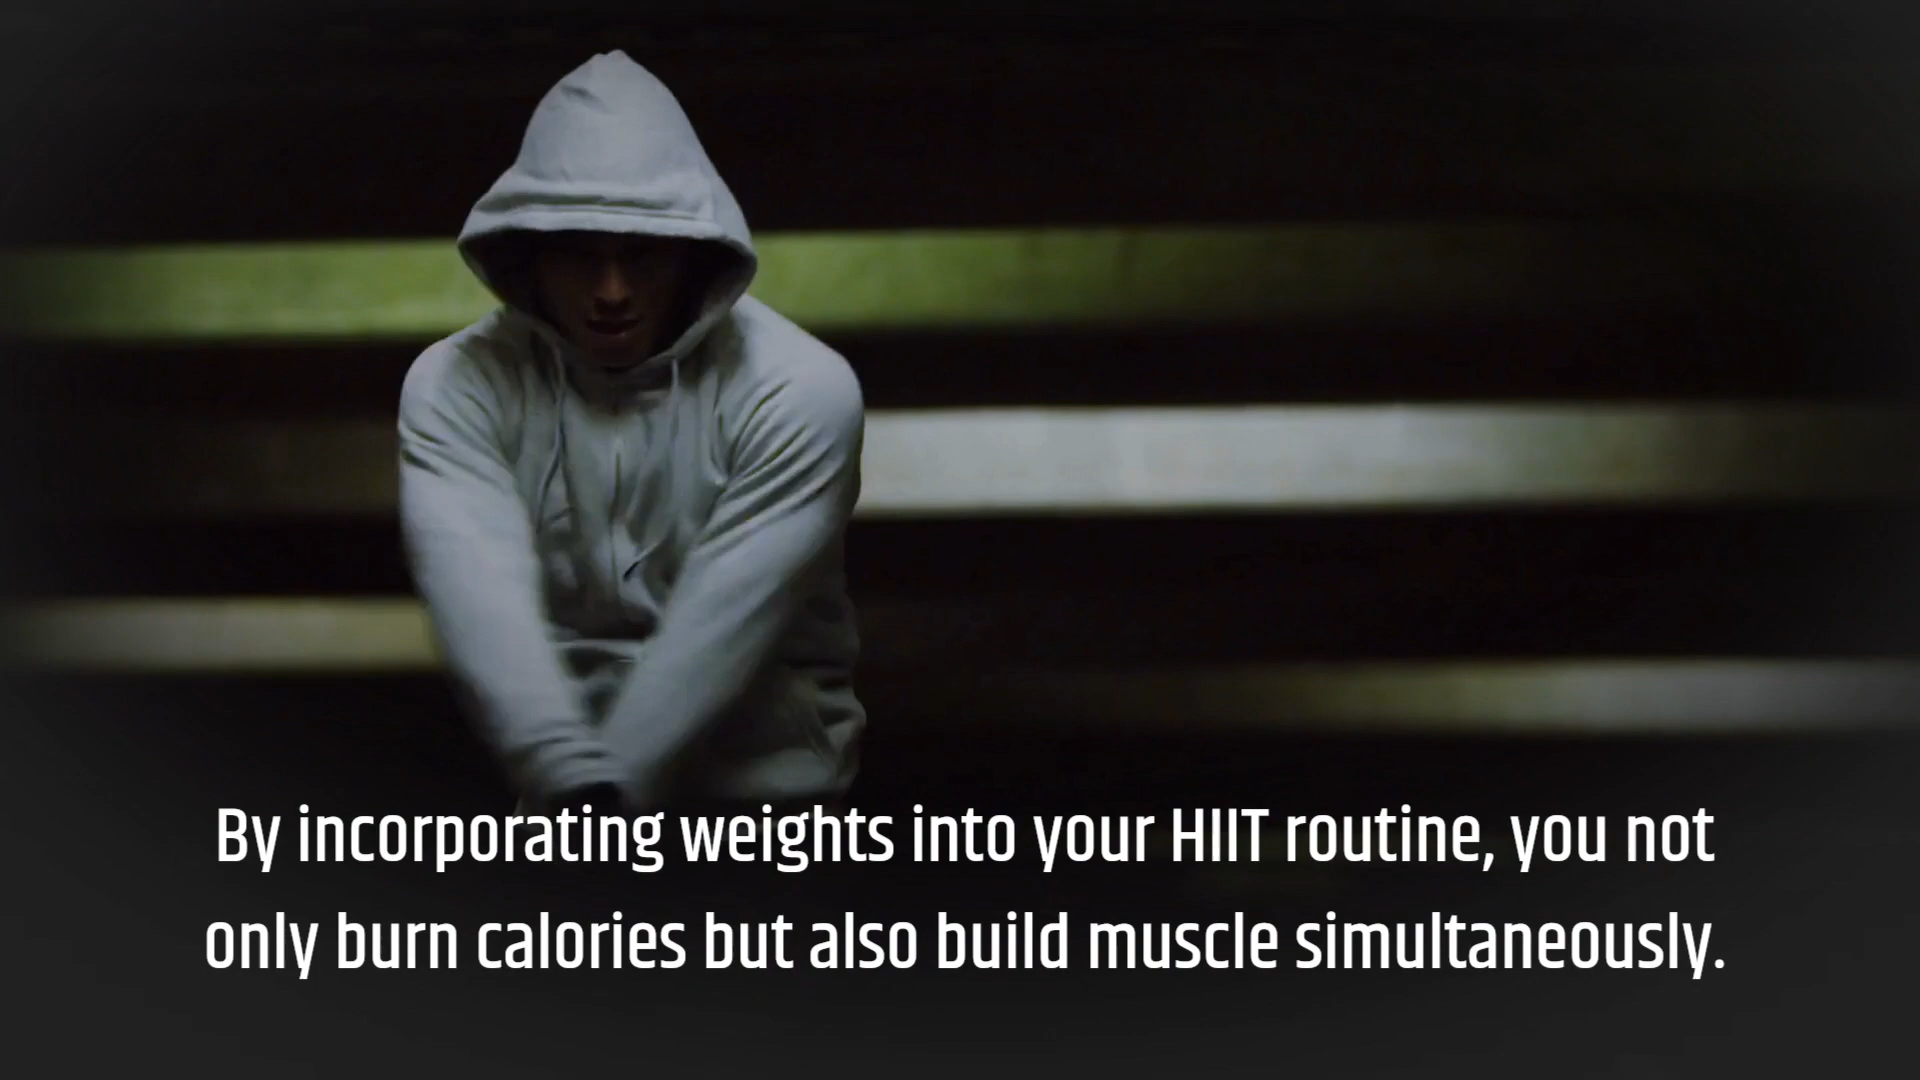 By incorporating weights into your HIIT routine, you not
only burn calories but also build muscle simultaneously.